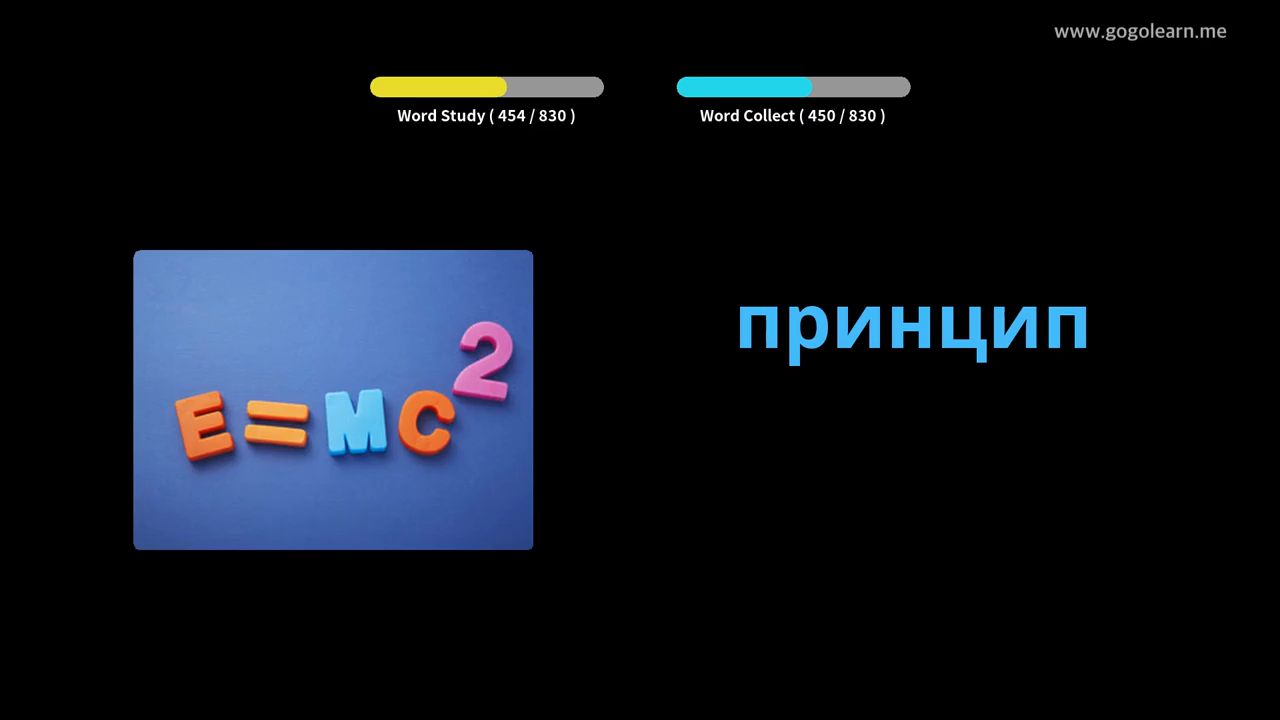 www.gogolearn.me
Word Study ( 454 / 830 )
Word Collect ( 450 / 830 )
E=MC²
принцип